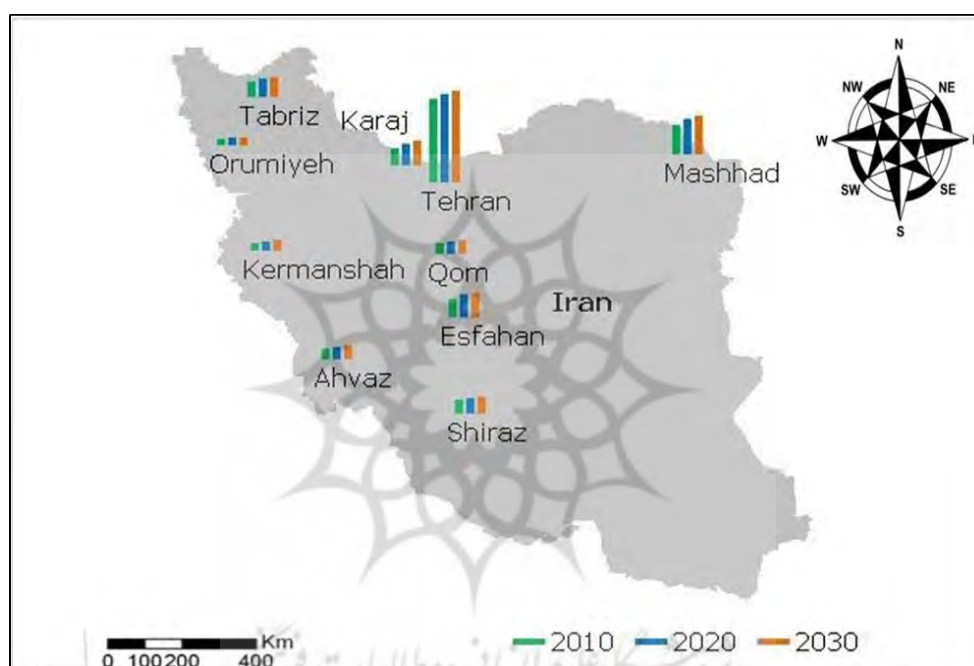 N
NW
NE
W
SW
SE
S
Tabriz
Karaj
Orumiyeh
Tehran
Mashhad
Kermanshah
Qom
Iran
Esfahan
Ahvaz
Shiraz
Km
0 100 200 400
2010 2020 2030